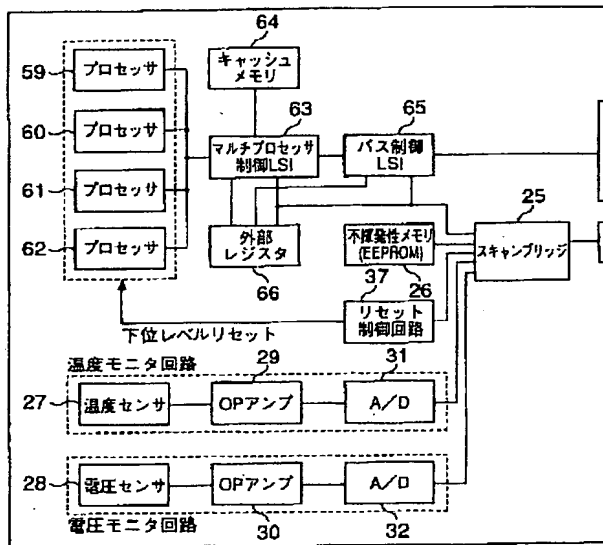 64
キャッシュ
メモリ
59
プロセッサ
60
プロセッサ
61
プロセッサ
62
プロセッサ
63
マルチプロセッサ
制御LSI
65
バス制御
LSI
外部
レジスタ
66
不揮発性メモリ
(EEPROM)
26
25
スキャンブリッジ
37
リセット
制御回路
下位レベルリセット
温度モニタ回路
27
温度センサ
29
OPアンプ
31
A/D
28
電圧センサ
OPアンプ
30
A/D
32
電圧モニタ回路